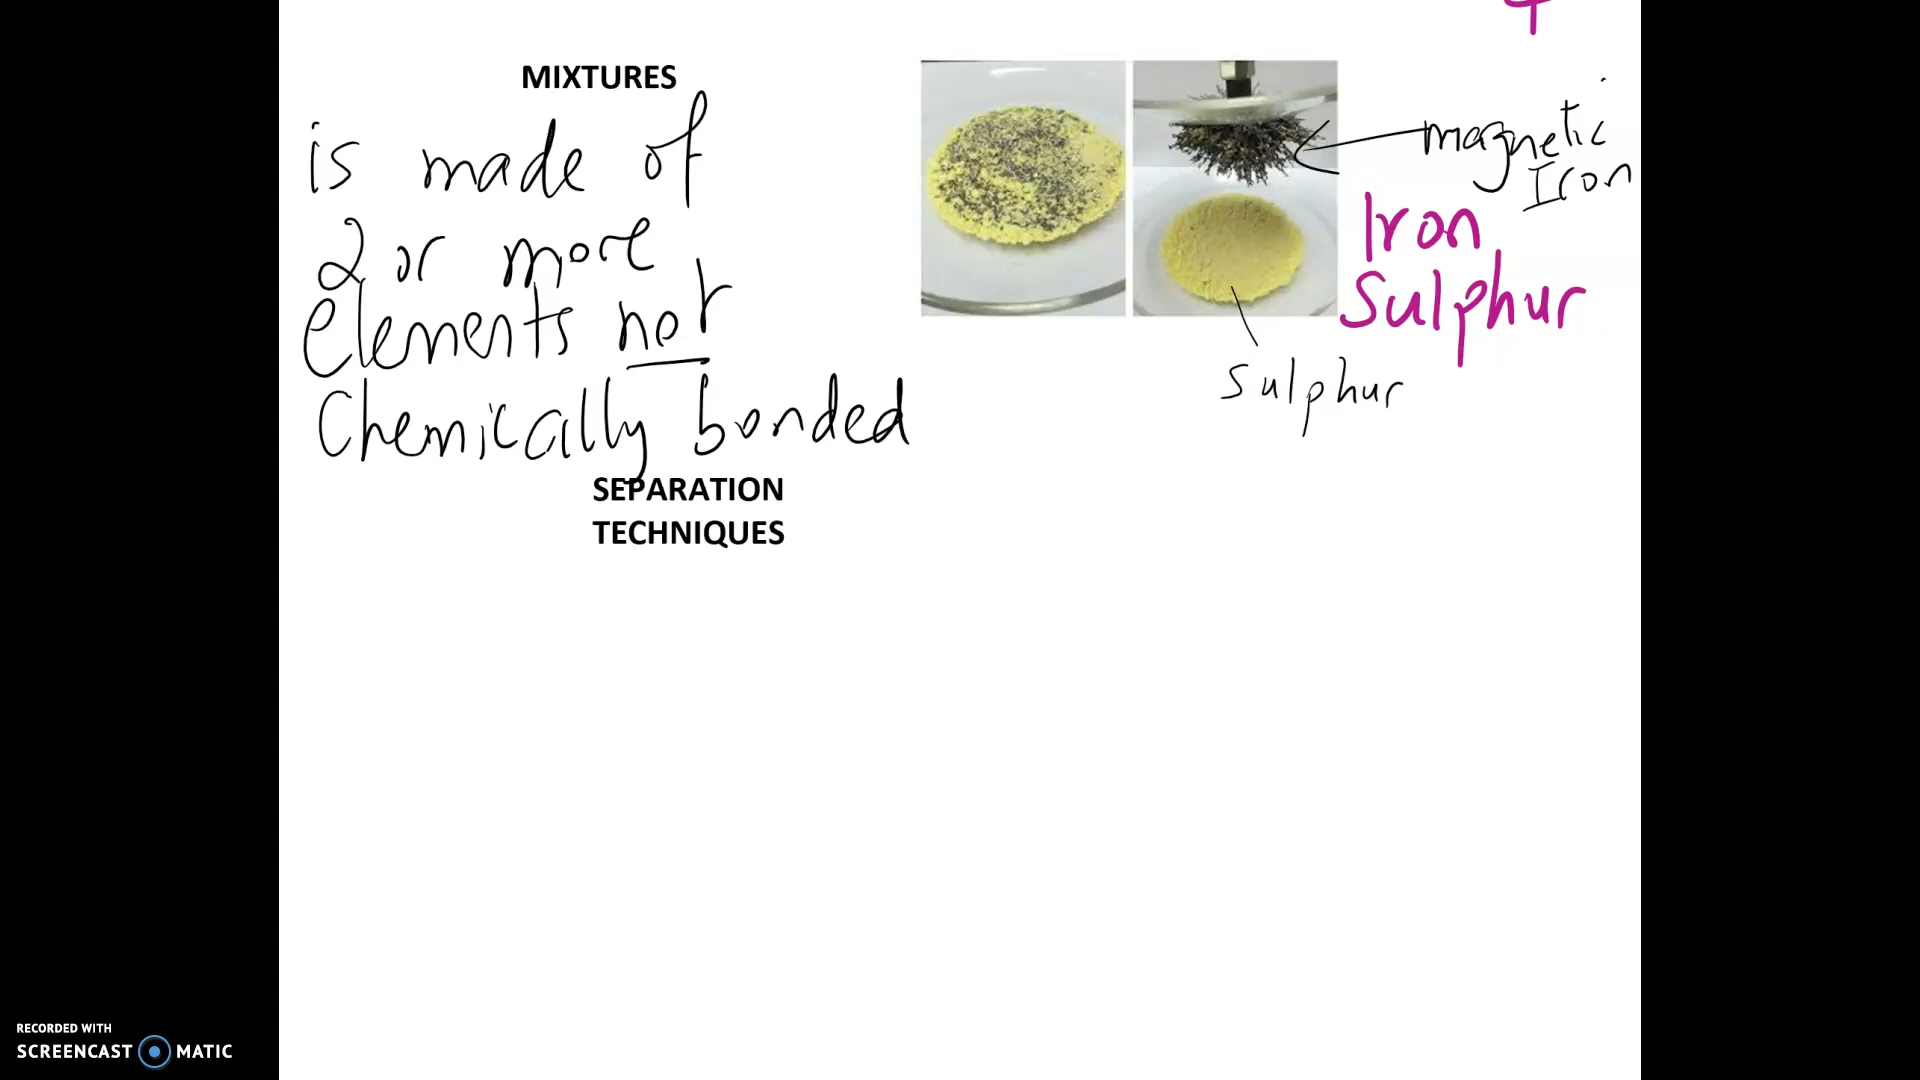 MIXTURES
is made of
2 or more
elements not
Chemically bonded
magnetic
Iron
Iron
Sulphur
Sulphur
SEPARATION
TECHNIQUES
RECORDED WITH
SCREENCAST MATIC